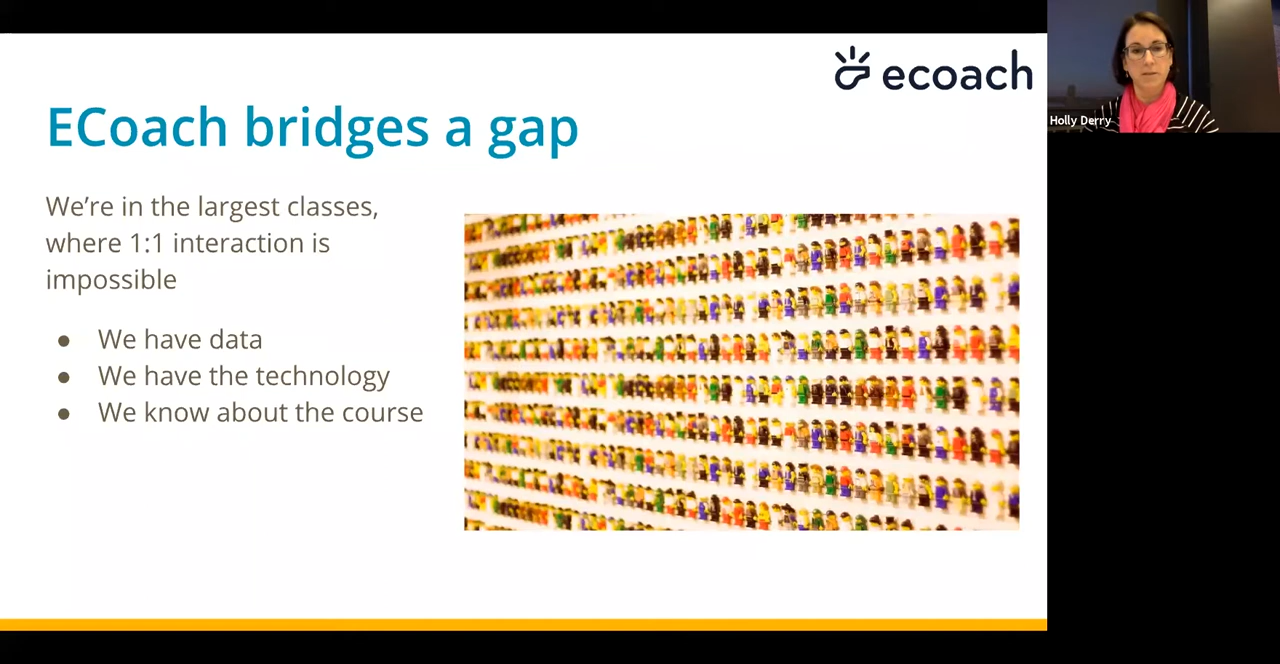 ecoach
ECoach bridges a gap
We’re in the largest classes,
where 1:1 interaction is
impossible
● We have data
● We have the technology
● We know about the course
Holly Derry